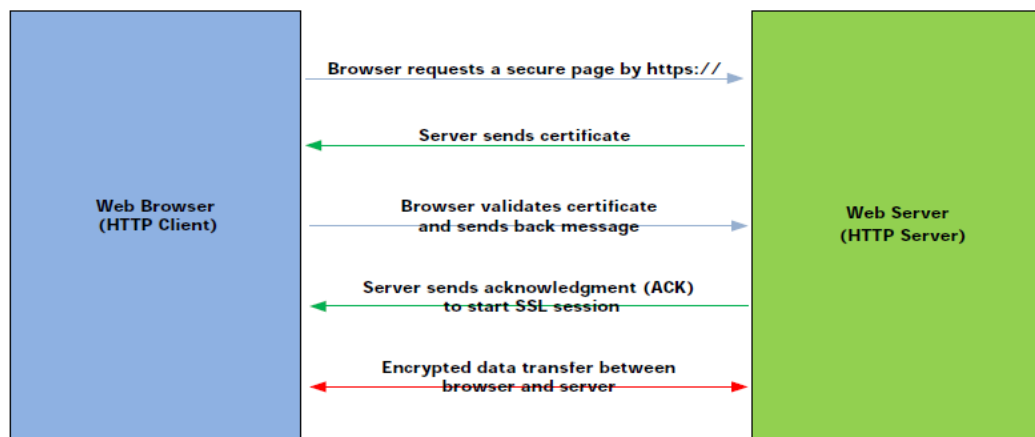 Browser requests a secure page by https://
Server sends certificate
Web Browser
(HTTP Client)
Browser validates certificate
and sends back message
Web Server
(HTTP Server)
Server sends acknowledgment (ACK)
to start SSL session
Encrypted data transfer between
browser and server